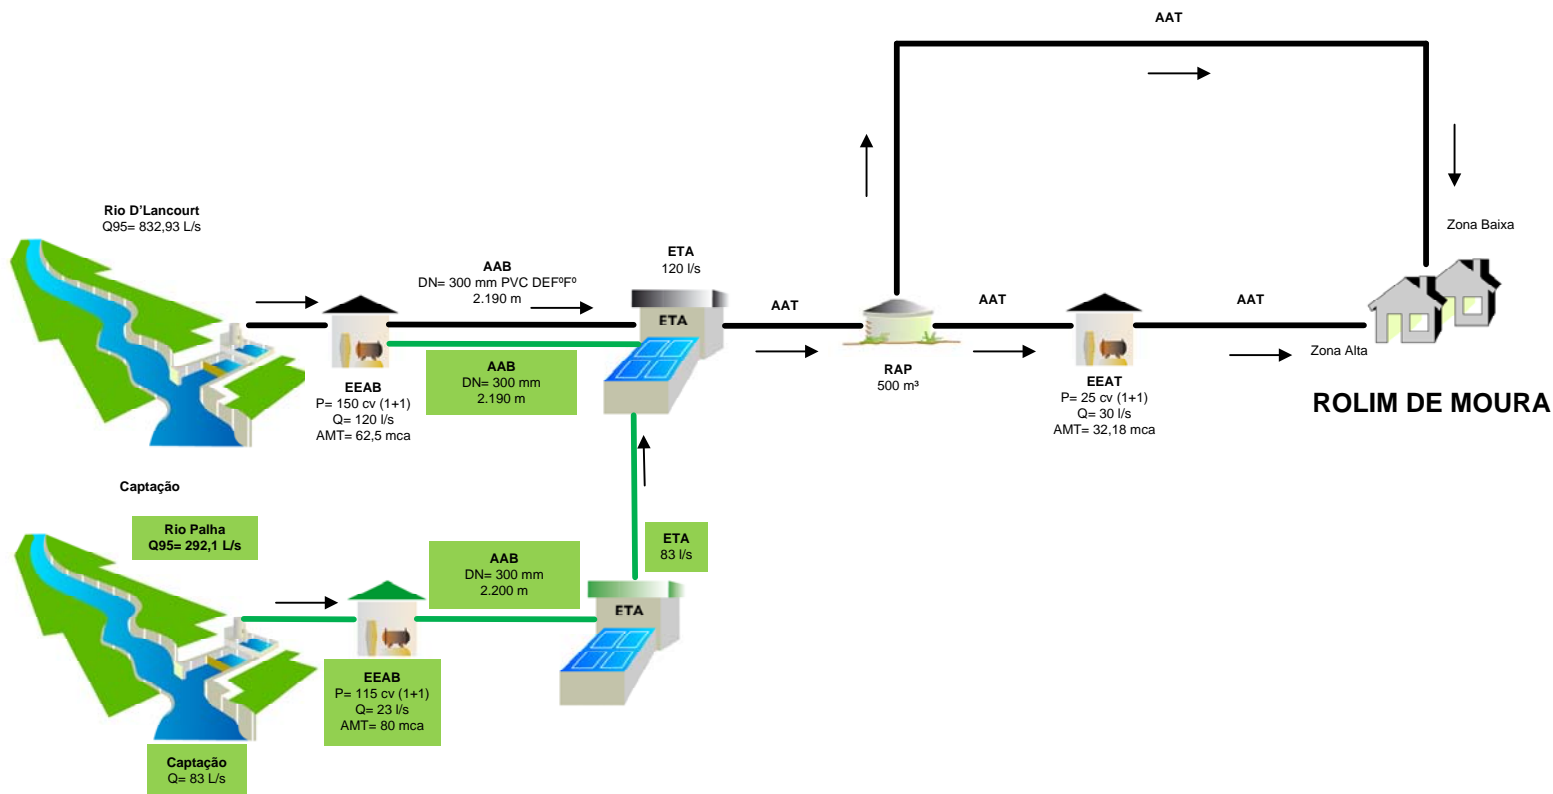 AAT
Rio D'Lancourt
Q95= 832,93 L/s
Zona Baixa
ETA
120 l/s
AAB
DN= 300 mm PVC DEFºFº
2.190 m
ETA
AAT
AAT
AAT
AAB
DN= 300 mm
2.190 m
EEAB
P= 150 cv (1+1)
Q= 120 l/s
AMT= 62,5 mca
RAP
500 m³
EEAT
P= 25 cv (1+1)
Q= 30 l/s
AMT= 32,18 mca
Zona Alta
ROLIM DE MOURA
Captação
Rio Palha
Q95= 292,1 L/s
AAB
DN= 300 mm
2.200 m
ETA
83 l/s
ETA
EEAB
P= 115 cv (1+1)
Q= 23 l/s
AMT= 80 mca
Captação
Q= 83 L/s